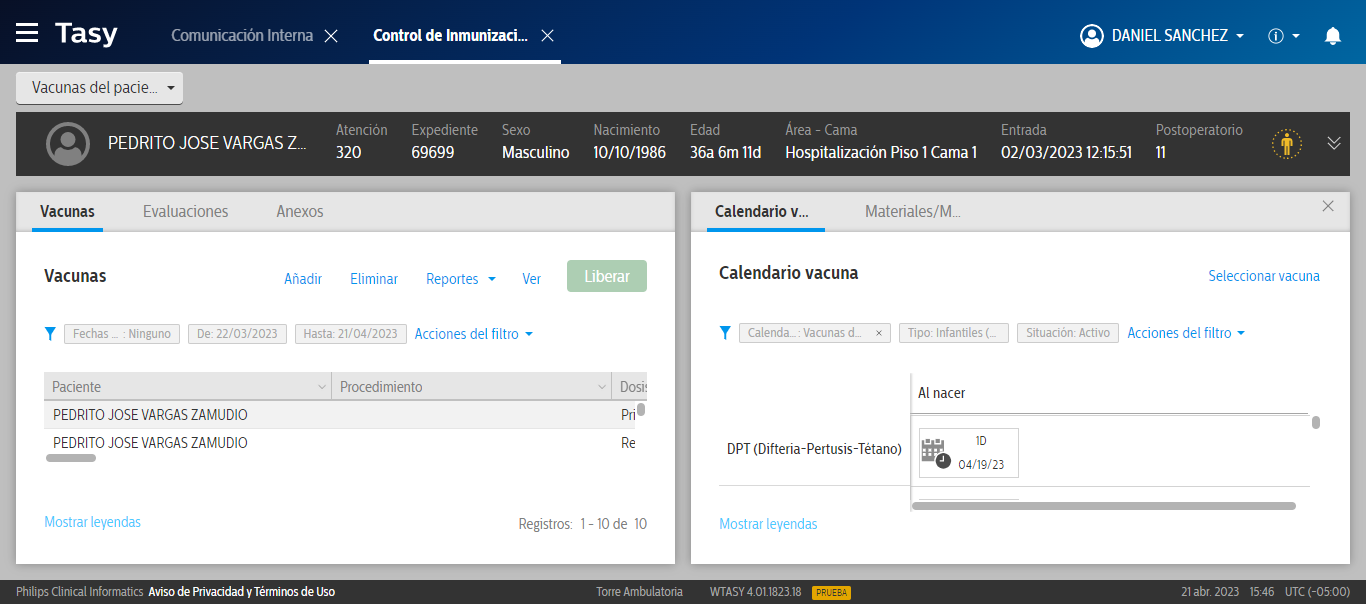 Tasy
Comunicación Interna
Control de Inmunizaci...
DANIEL SANCHEZ
Vacunas del pacie...
PEDRITO JOSE VARGAS Z...
Atención
320
Expediente
69699
Sexo
Masculino
Nacimiento
10/10/1986
Edad
36a 6m 11d
Área - Cama
Hospitalización Piso 1 Cama 1
Entrada
02/03/2023 12:15:51
Postoperatorio
11
Vacunas
Evaluaciones
Anexos
Vacunas
Añadir
Eliminar
Reportes
Ver
Liberar
Fechas ... : Ninguno
De: 22/03/2023
Hasta: 21/04/2023
Acciones del filtro
Paciente
Procedimiento
Dosis
PEDRITO JOSE VARGAS ZAMUDIO
Pri
PEDRITO JOSE VARGAS ZAMUDIO
Re
Mostrar leyendas
Registros: 1 - 10 de 10
Calendario v...
Materiales/M...
Calendario vacuna
Seleccionar vacuna
Calenda... : Vacunas d...
Tipo: Infantiles (...
Situación: Activo
Acciones del filtro
Al nacer
DPT (Difteria-Pertusis-Tétano)
1D
04/19/23
Mostrar leyendas
Philips Clinical Informatics Aviso de Privacidad y Términos de Uso
Torre Ambulatoria
WTASY 4.01.1823.18
PRUEBA
21 abr. 2023 15:46 UTC (-05:00)